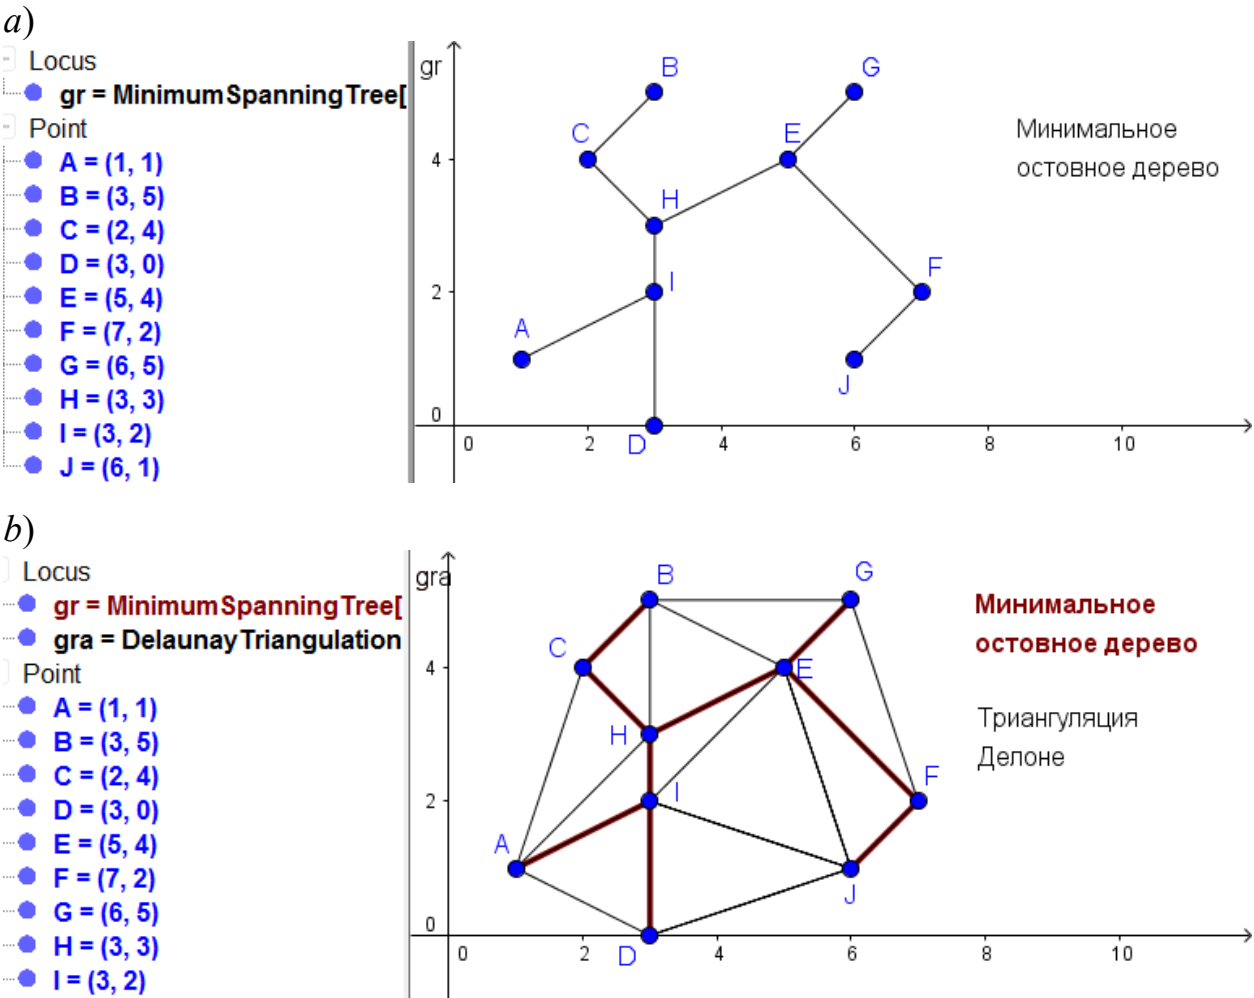 a)
Locus
gr = MinimumSpanningTree[
Point
A = (1, 1)
B = (3, 5)
C = (2, 4)
D = (3, 0)
E = (5, 4)
F = (7, 2)
G = (6, 5)
H = (3, 3)
I = (3, 2)
J = (6, 1)
gr
B
G
C
E
H
F
I
A
J
D
4
2
0
0
2
4
6
8
10
Минимальное
остовное дерево
b)
Locus
gr = MinimumSpanningTree[
gra = DelaunayTriangulation
Point
A = (1, 1)
B = (3, 5)
C = (2, 4)
D = (3, 0)
E = (5, 4)
F = (7, 2)
G = (6, 5)
H = (3, 3)
I = (3, 2)
gra
B
G
C
E
H
F
I
A
J
D
4
2
0
0
2
4
6
8
10
Минимальное
остовное дерево
Триангуляция
Делоне